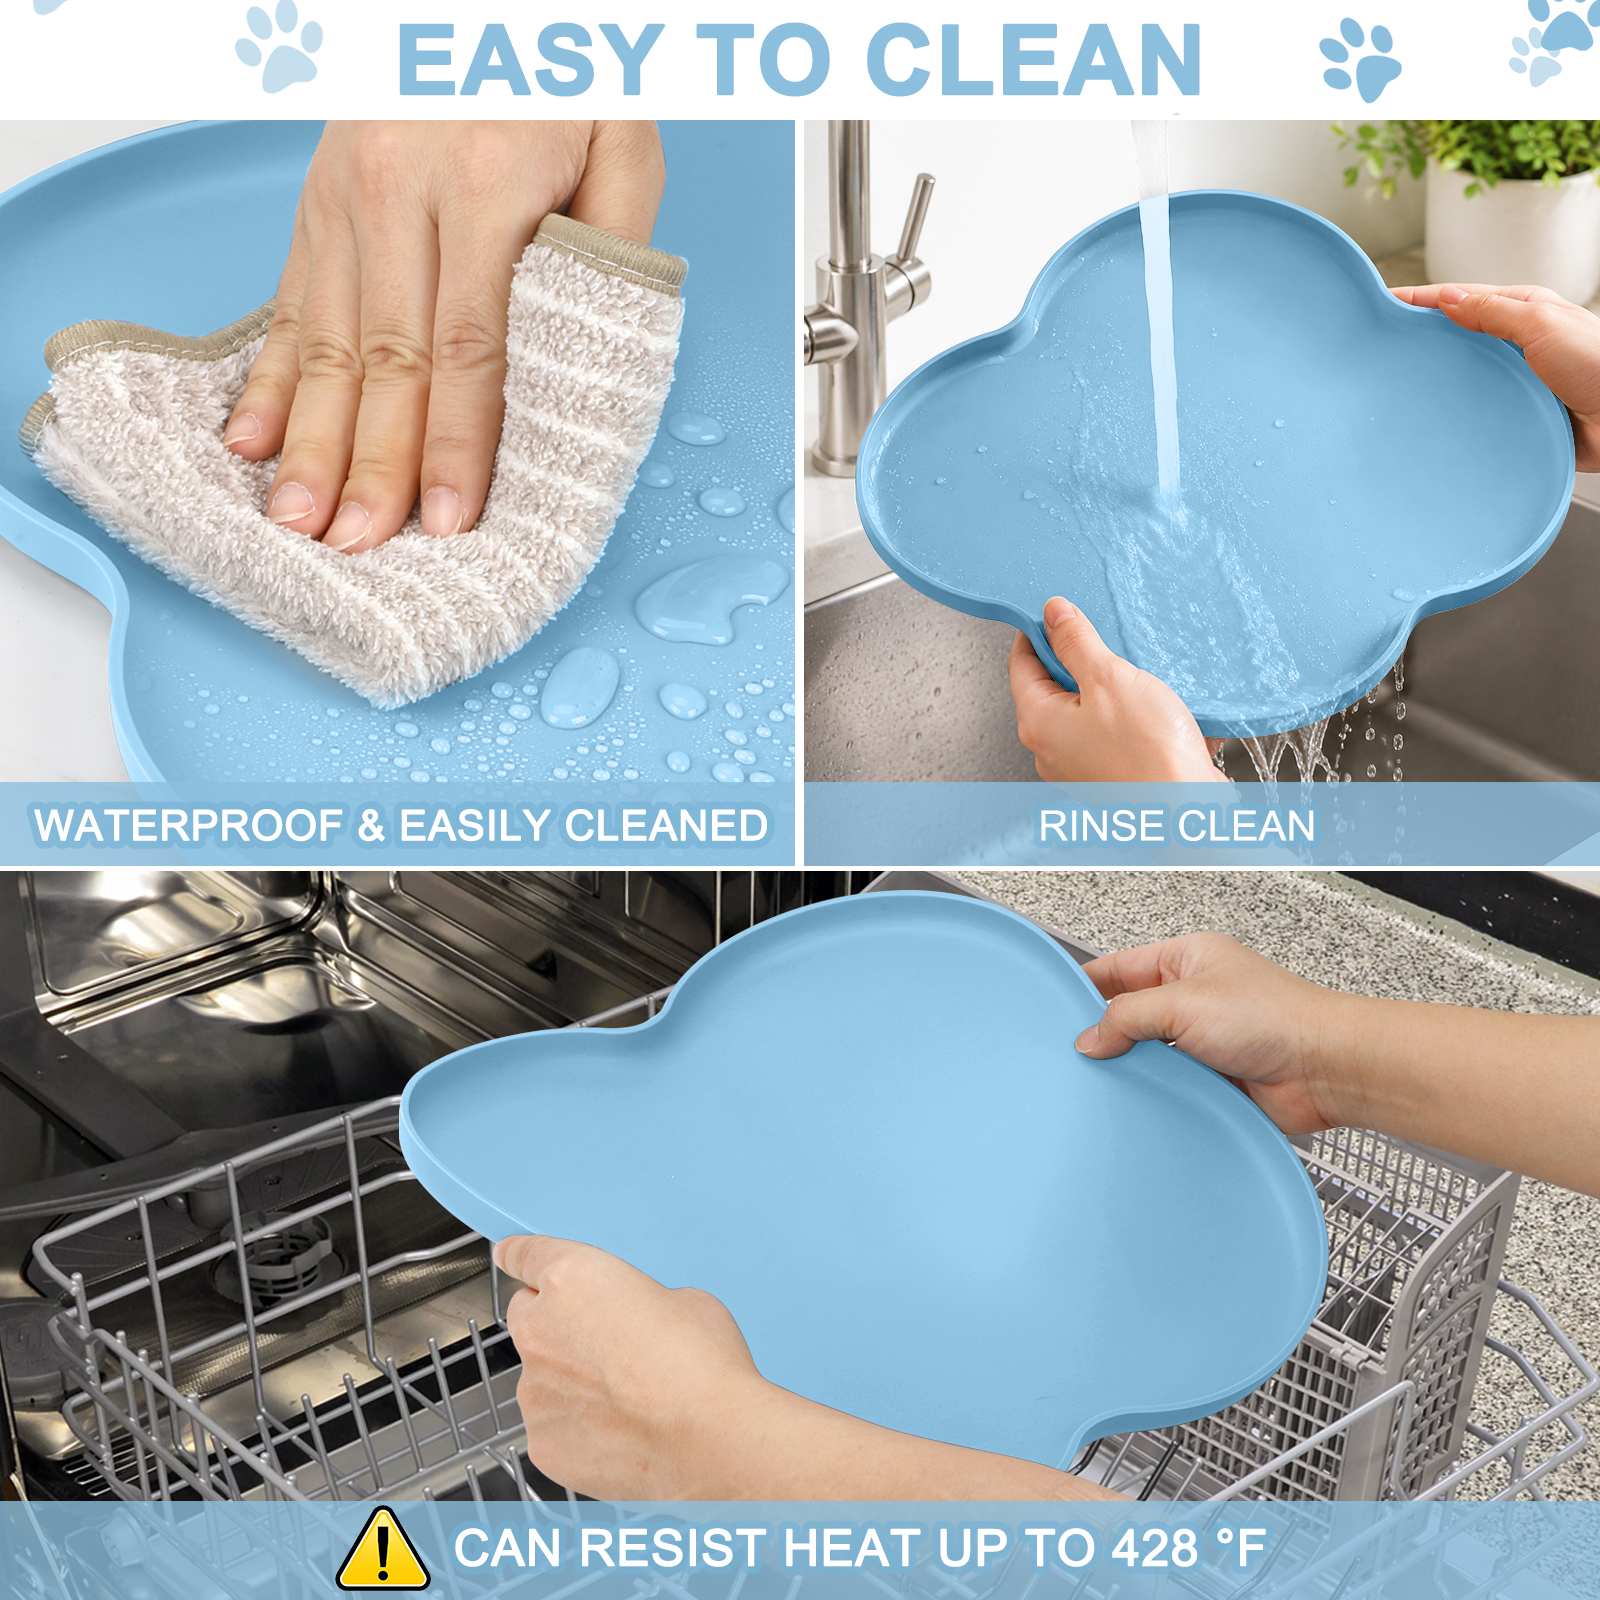 EASY TO CLEAN
WATERPROOF & EASILY CLEANED
RINSE CLEAN
CAN RESIST HEAT UP TO 428 °F